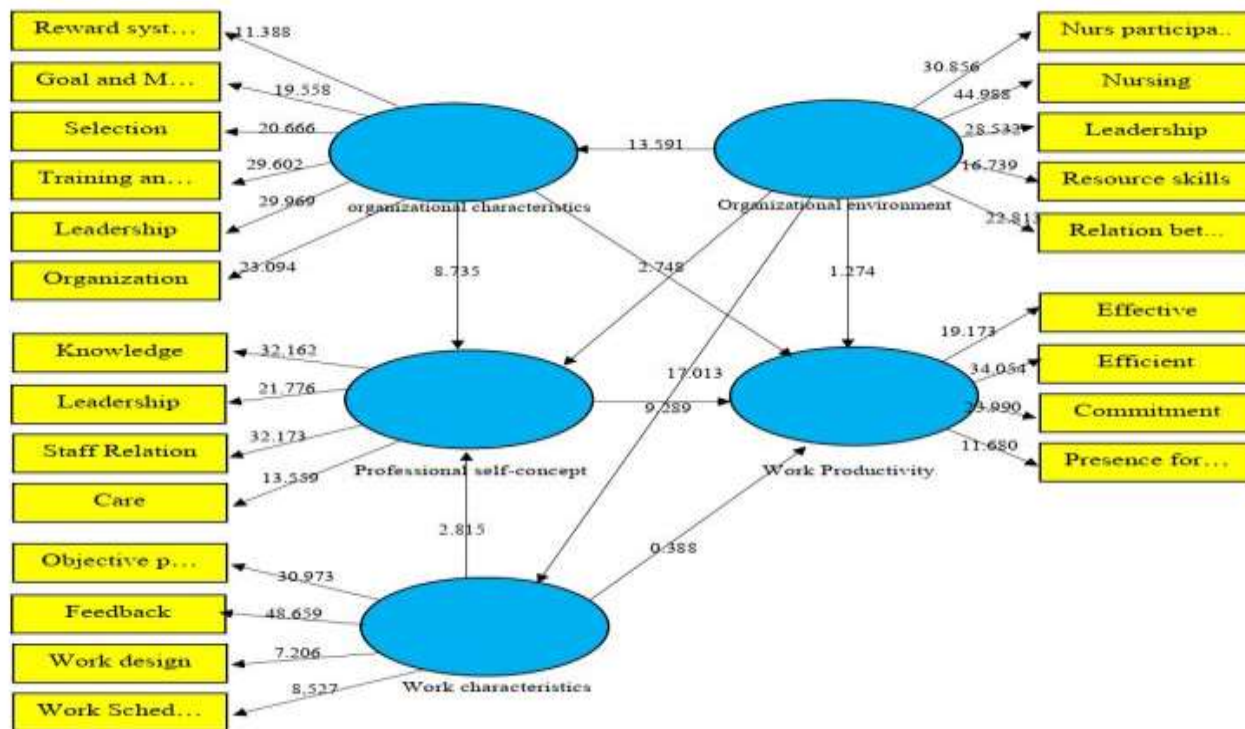 Reward syst...
11.388
Goal and M...
19.558
Selection
20.666
Training an...
29.602
Leadership
29.969
Organization
23.094
organizational characteristics
13.591
Organizational environment
Nurs participa..
30.856
Nursing
44.988
Leadership
28.532
Resource skills
16.739
Relation bet...
22.813
8.735
2.748
1.274
Knowledge
32.162
Leadership
21.776
Staff Relation
32.173
Care
13.559
Professional self-concept
17.013
9.289
Work Productivity
Effective
19.173
Efficient
34.054
Commitment
23.990
Presence for...
11.680
2.815
0.388
Objective p...
30.973
Feedback
48.659
Work design
7.206
Work Sched...
8.527
Work characteristics